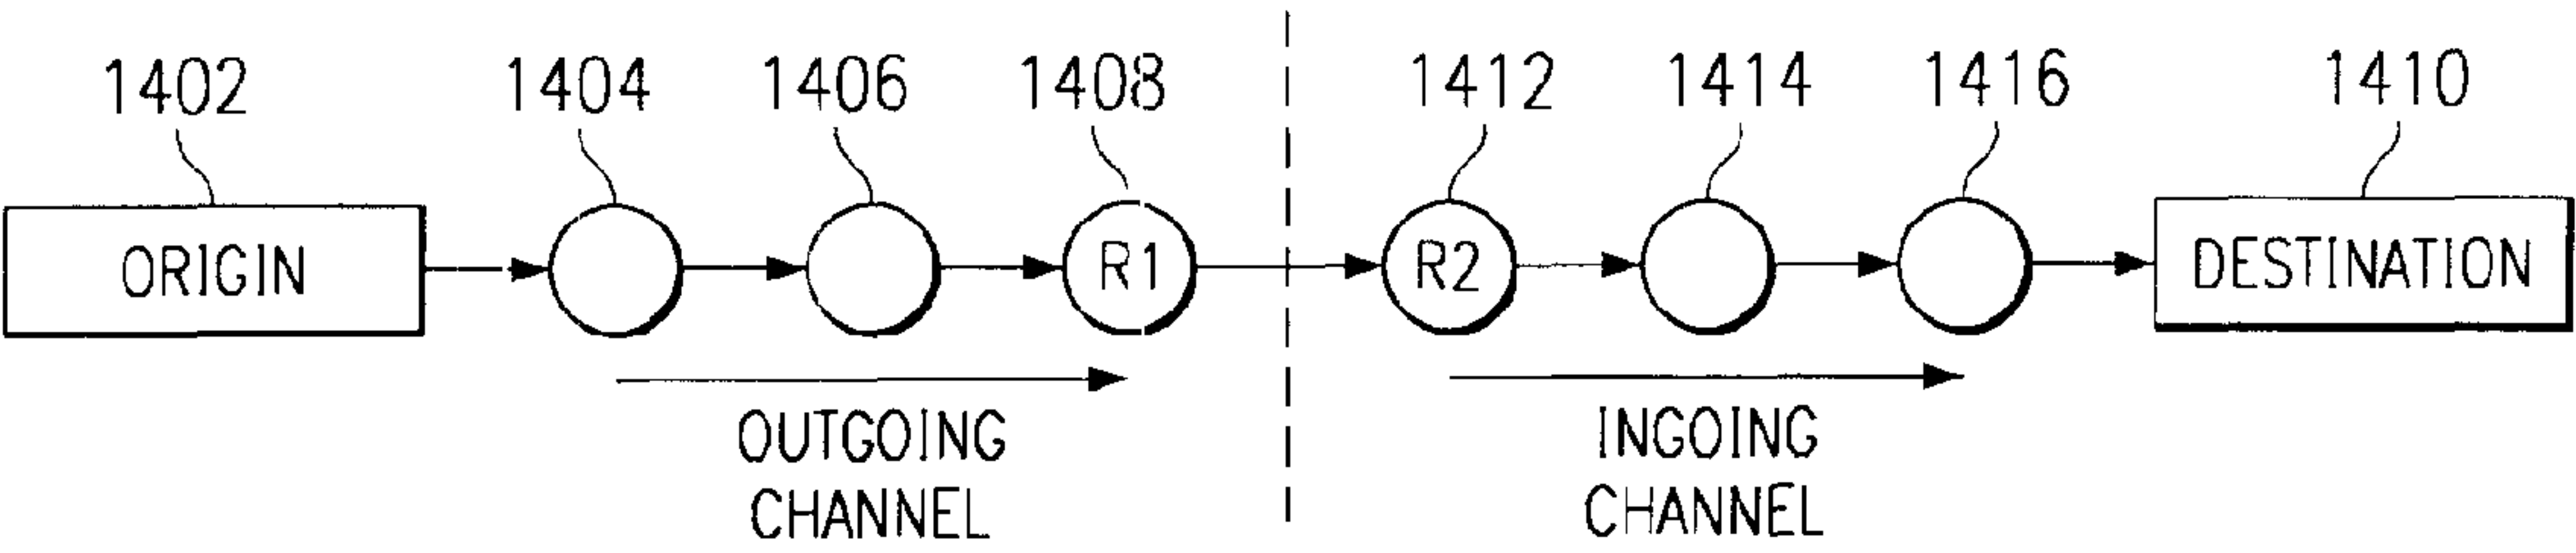 1402 1404 1406 1408 1412 1414 1416 1410
ORIGIN R1 R2 DESTINATION
OUTGOING INGOING
CHANNEL CHANNEL